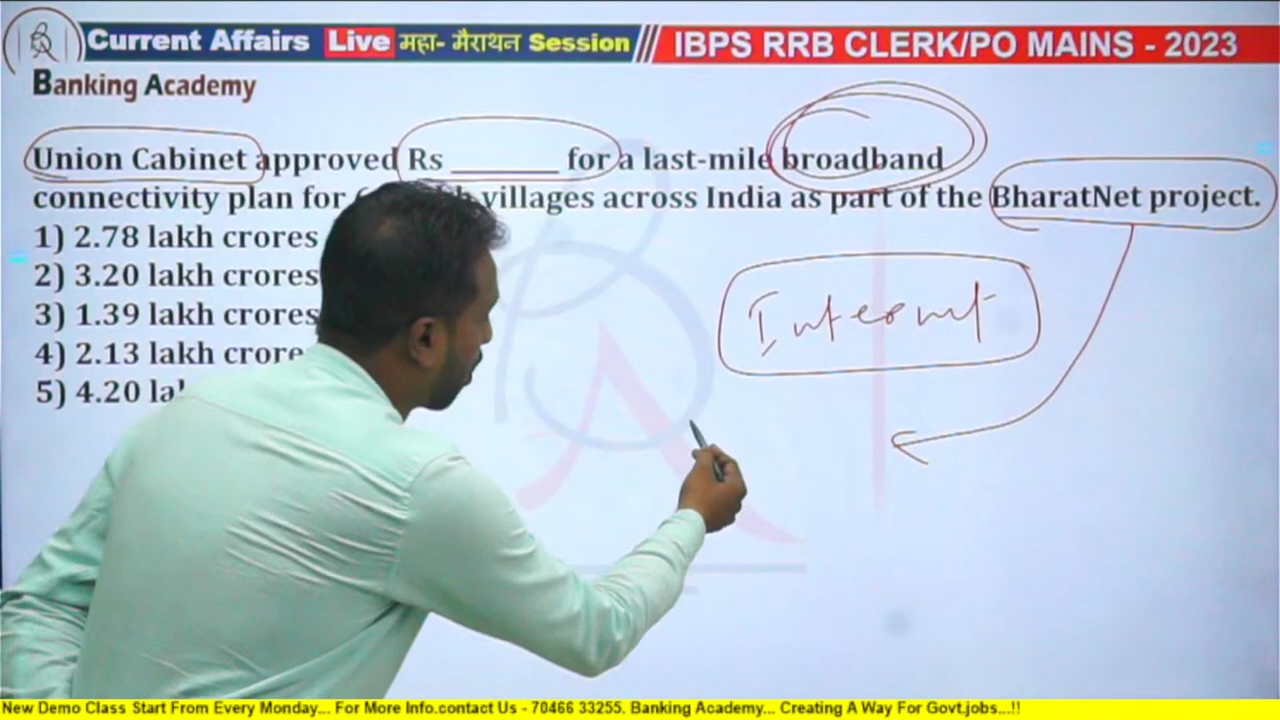 Current Affairs Live महा- मैराथन Session IBPS RRB CLERK/PO MAINS - 2023
Banking Academy
Union Cabinet approved Rs ________ for a last-mile broadband
connectivity plan for villages across India as part of the BharatNet project.
1) 2.78 lakh crores
2) 3.20 lakh crores
3) 1.39 lakh crores
4) 2.13 lakh crore
5) 4.20
Internet
New Demo Class Start From Every Monday... For More Info.contact Us - 70466 33255. Banking Academy... Creating A Way For Govt.jobs...!!